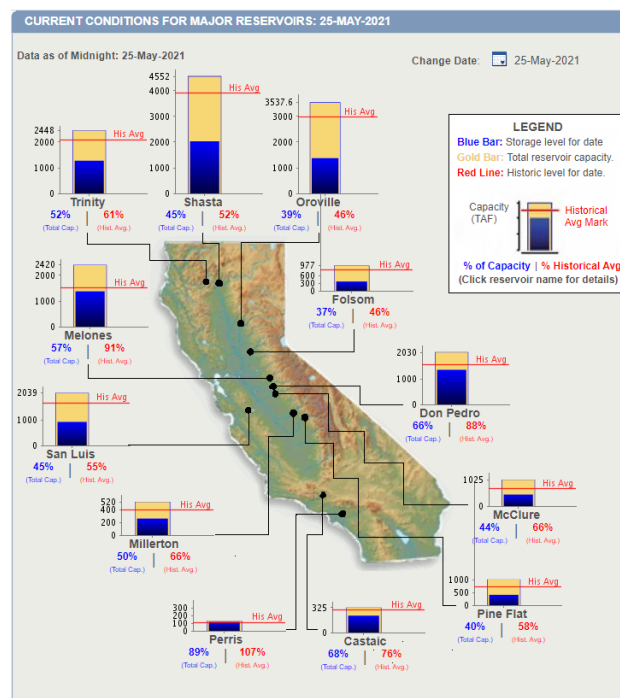 CURRENT CONDITIONS FOR MAJOR RESERVOIRS: 25-MAY-2021
Data as of Midnight: 25-May-2021
Change Date: 25-May-2021
2448
2000
1000
0
His Avg
Trinity
52% | 61%
(Total Cap.) (Hist. Avg.)
4552
4000
3000
2000
1000
0
His Avg
Shasta
45% | 52%
(Total Cap.) (Hist. Avg.)
3537.6
3000
2000
1000
0
His Avg
Oroville
39% | 46%
(Total Cap.) (Hist. Avg.)
LEGEND
Blue Bar: Storage level for date
Gold Bar: Total reservoir capacity.
Red Line: Historic level for date.
Capacity
(TAF)
Historical
Avg Mark
% of Capacity | % Historical Avg
(Click reservoir name for details)
2420
2000
1000
0
His Avg
Melones
57% | 91%
(Total Cap.) (Hist. Avg.)
977
600
300
0
His Avg
Folsom
37% | 46%
(Total Cap.) (Hist. Avg.)
2030
1000
0
His Avg
Don Pedro
66% | 88%
(Total Cap.) (Hist. Avg.)
2039
1000
0
His Avg
San Luis
45% | 55%
(Total Cap.) (Hist. Avg.)
1025
0
His Avg
McClure
44% | 66%
(Total Cap.) (Hist. Avg.)
520
400
200
0
His Avg
Millerton
50% | 66%
(Total Cap.) (Hist. Avg.)
1000
500
0
His Avg
Pine Flat
40% | 58%
(Total Cap.) (Hist. Avg.)
300
200
100
0
His Avg
Perris
89% | 107%
(Total Cap.) (Hist. Avg.)
325
0
His Avg
Castaic
68% | 76%
(Total Cap.) (Hist. Avg.)